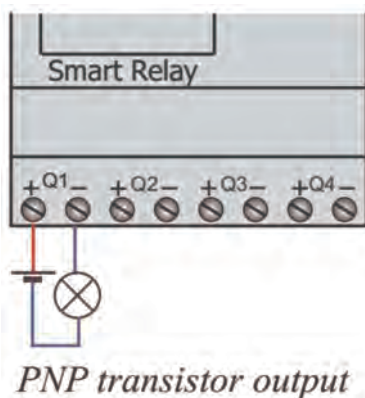 Smart Relay
+Q1− +Q2− +Q3− +Q4−
PNP transistor output